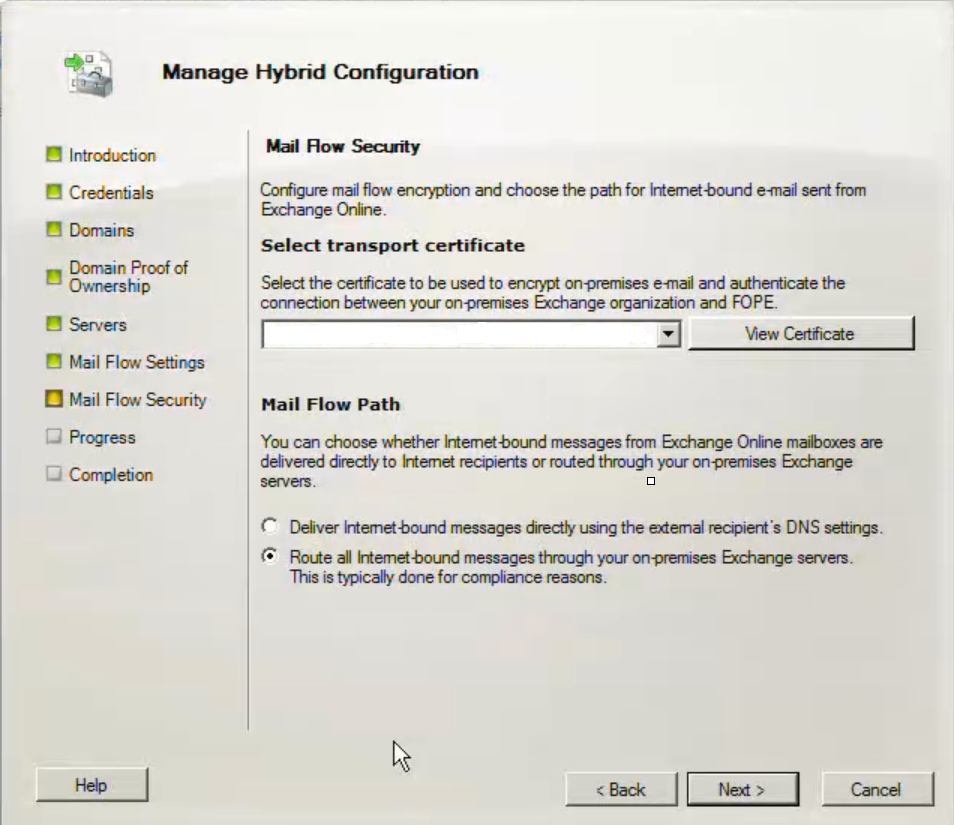 Manage Hybrid Configuration
Introduction
Credentials
Domains
Domain Proof of
Ownership
Servers
Mail Flow Settings
Mail Flow Security
Progress
Completion
Mail Flow Security
Configure mail flow encryption and choose the path for Internet-bound e-mail sent from
Exchange Online.
Select transport certificate
Select the certificate to be used to encrypt on-premises e-mail and authenticate the
connection between your on-premises Exchange organization and FOPE.
View Certificate
Mail Flow Path
You can choose whether Internet-bound messages from Exchange Online mailboxes are
delivered directly to Internet recipients or routed through your on-premises Exchange
servers.
Deliver Internet-bound messages directly using the external recipient's DNS settings.
Route all Internet-bound messages through your on-premises Exchange servers.
This is typically done for compliance reasons.
Help
< Back
Next >
Cancel